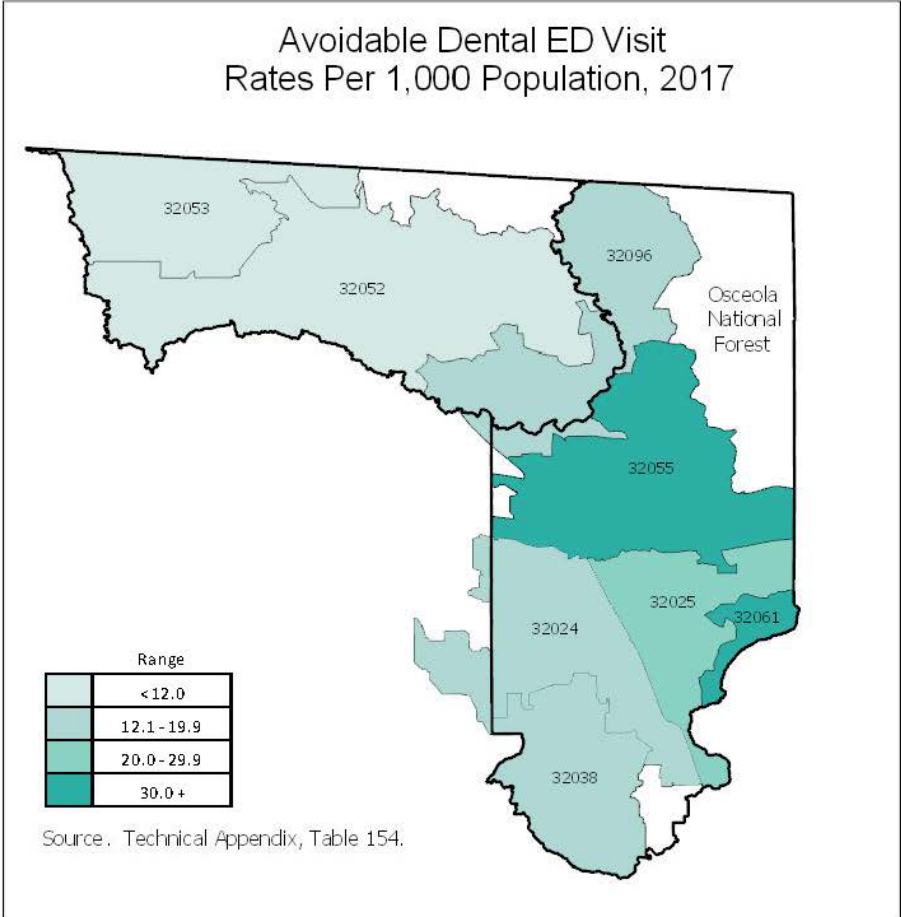 Avoidable Dental ED Visit
Rates Per 1,000 Population, 2017
32053
32096
32052
Osceola
National
Forest
32055
32025
32061
32024
32038
Range
<12.0
12.1-19.9
20.0-29.9
30.0+
Source. Technical Appendix, Table 154.